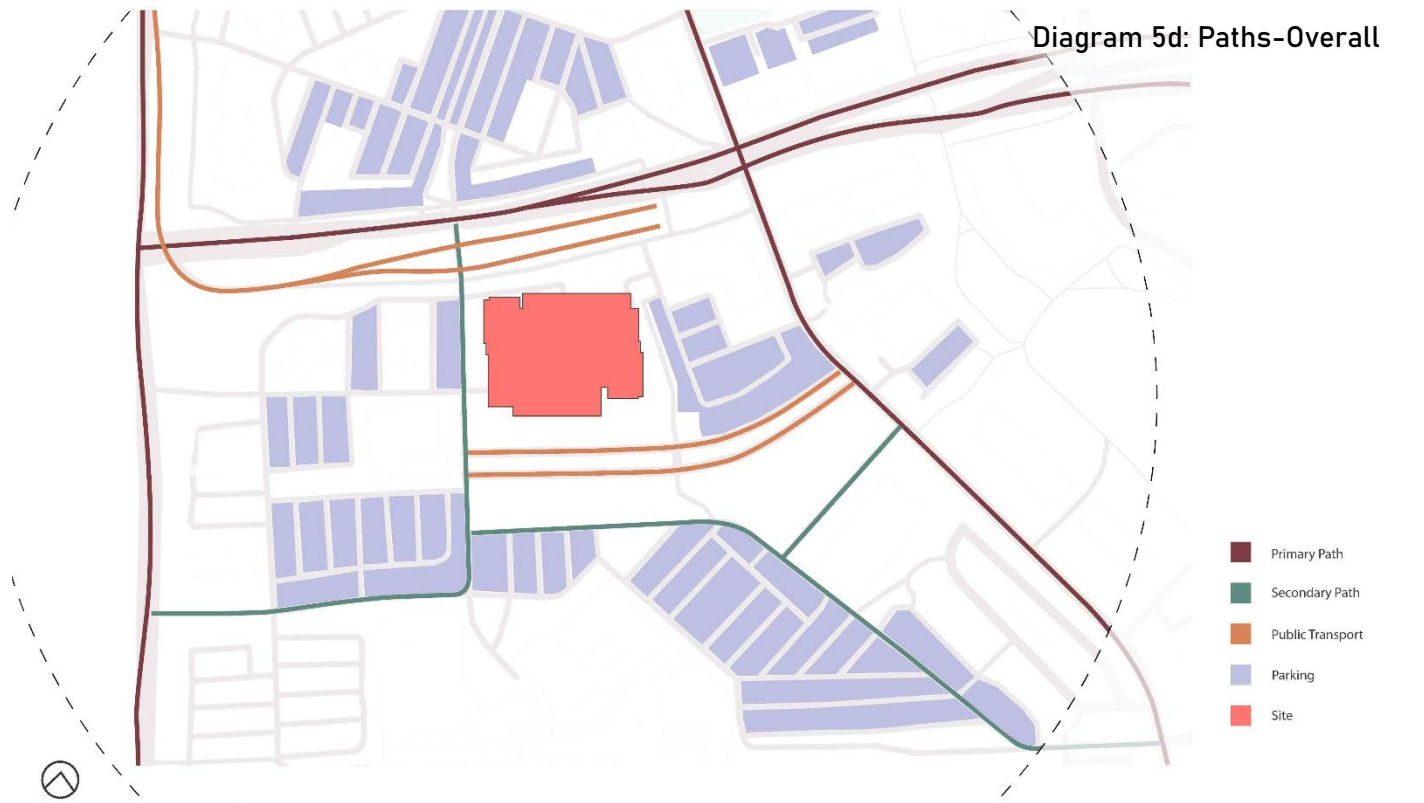 Diagram 5d: Paths-Overall
Primary Path
Secondary Path
Public Transport
Parking
Site